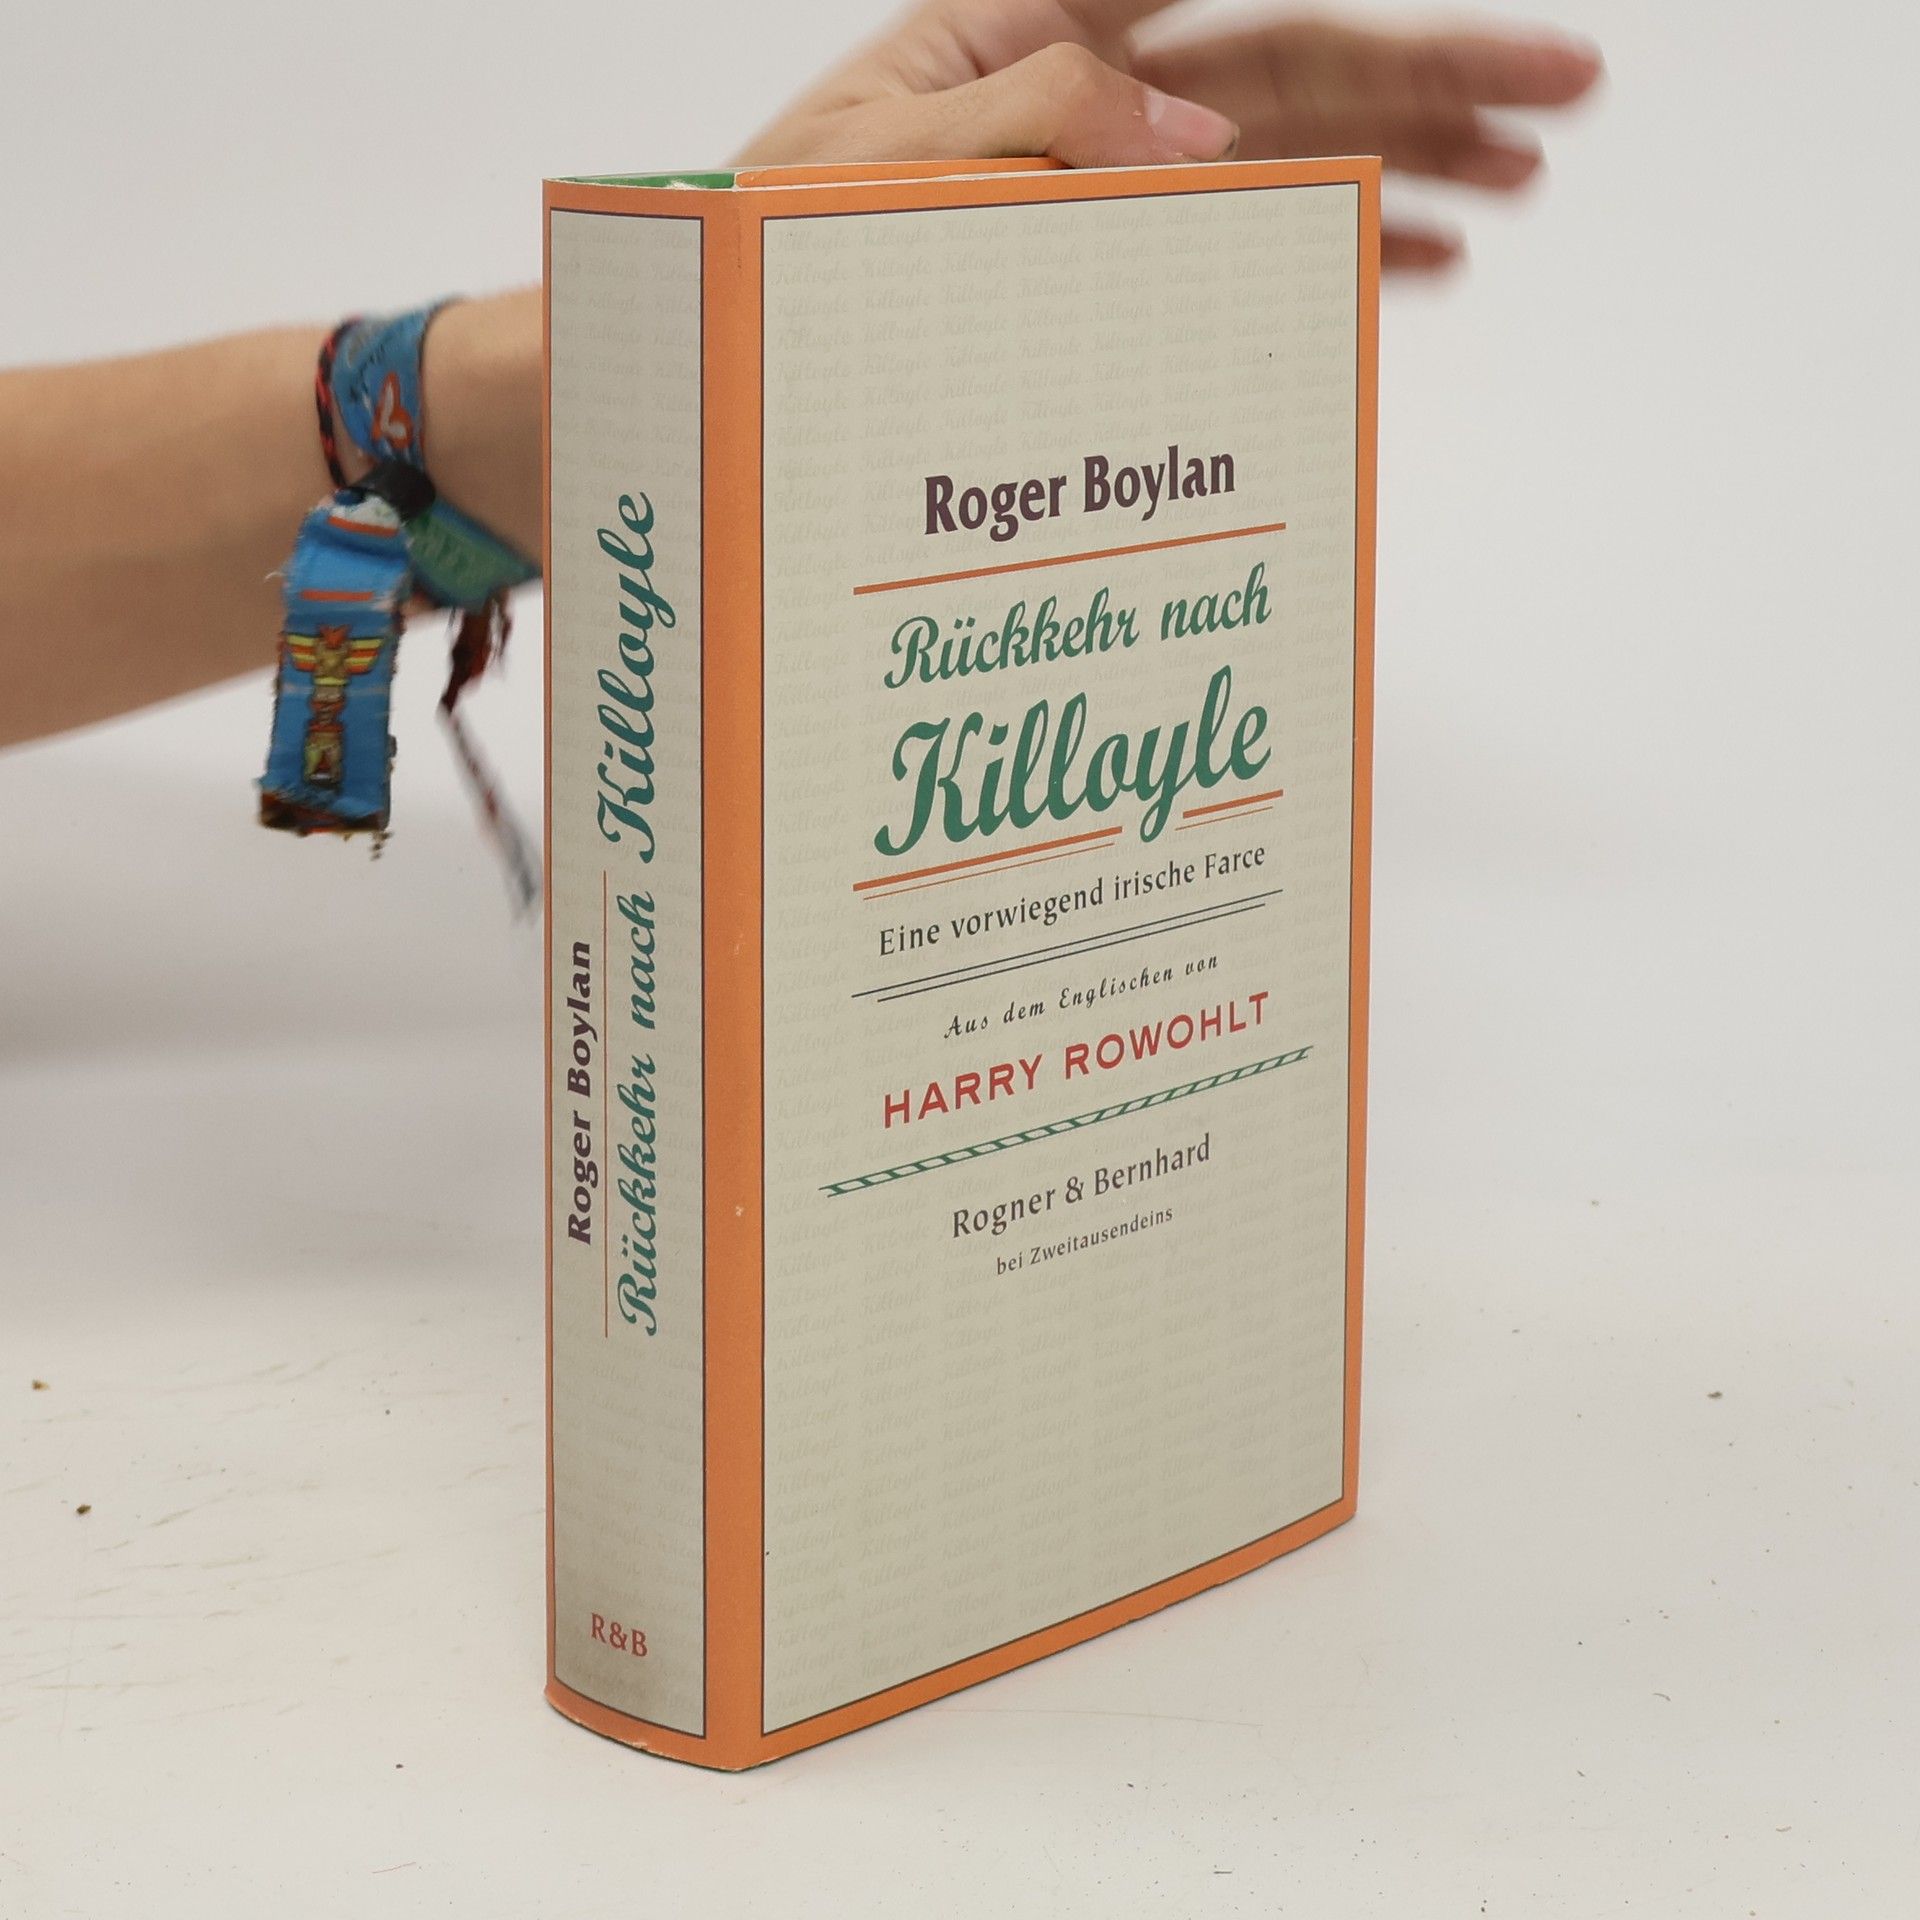 Roger Boylan
Rückkehr nach Killoyle
R&B
Roger Boylan
Rückkehr nach
Killoyle
Eine vorwiegend irische Farce
Aus dem Englischen von
HARRY ROWOHLT
Rogner & Bernhard
bei Zweitausendeins